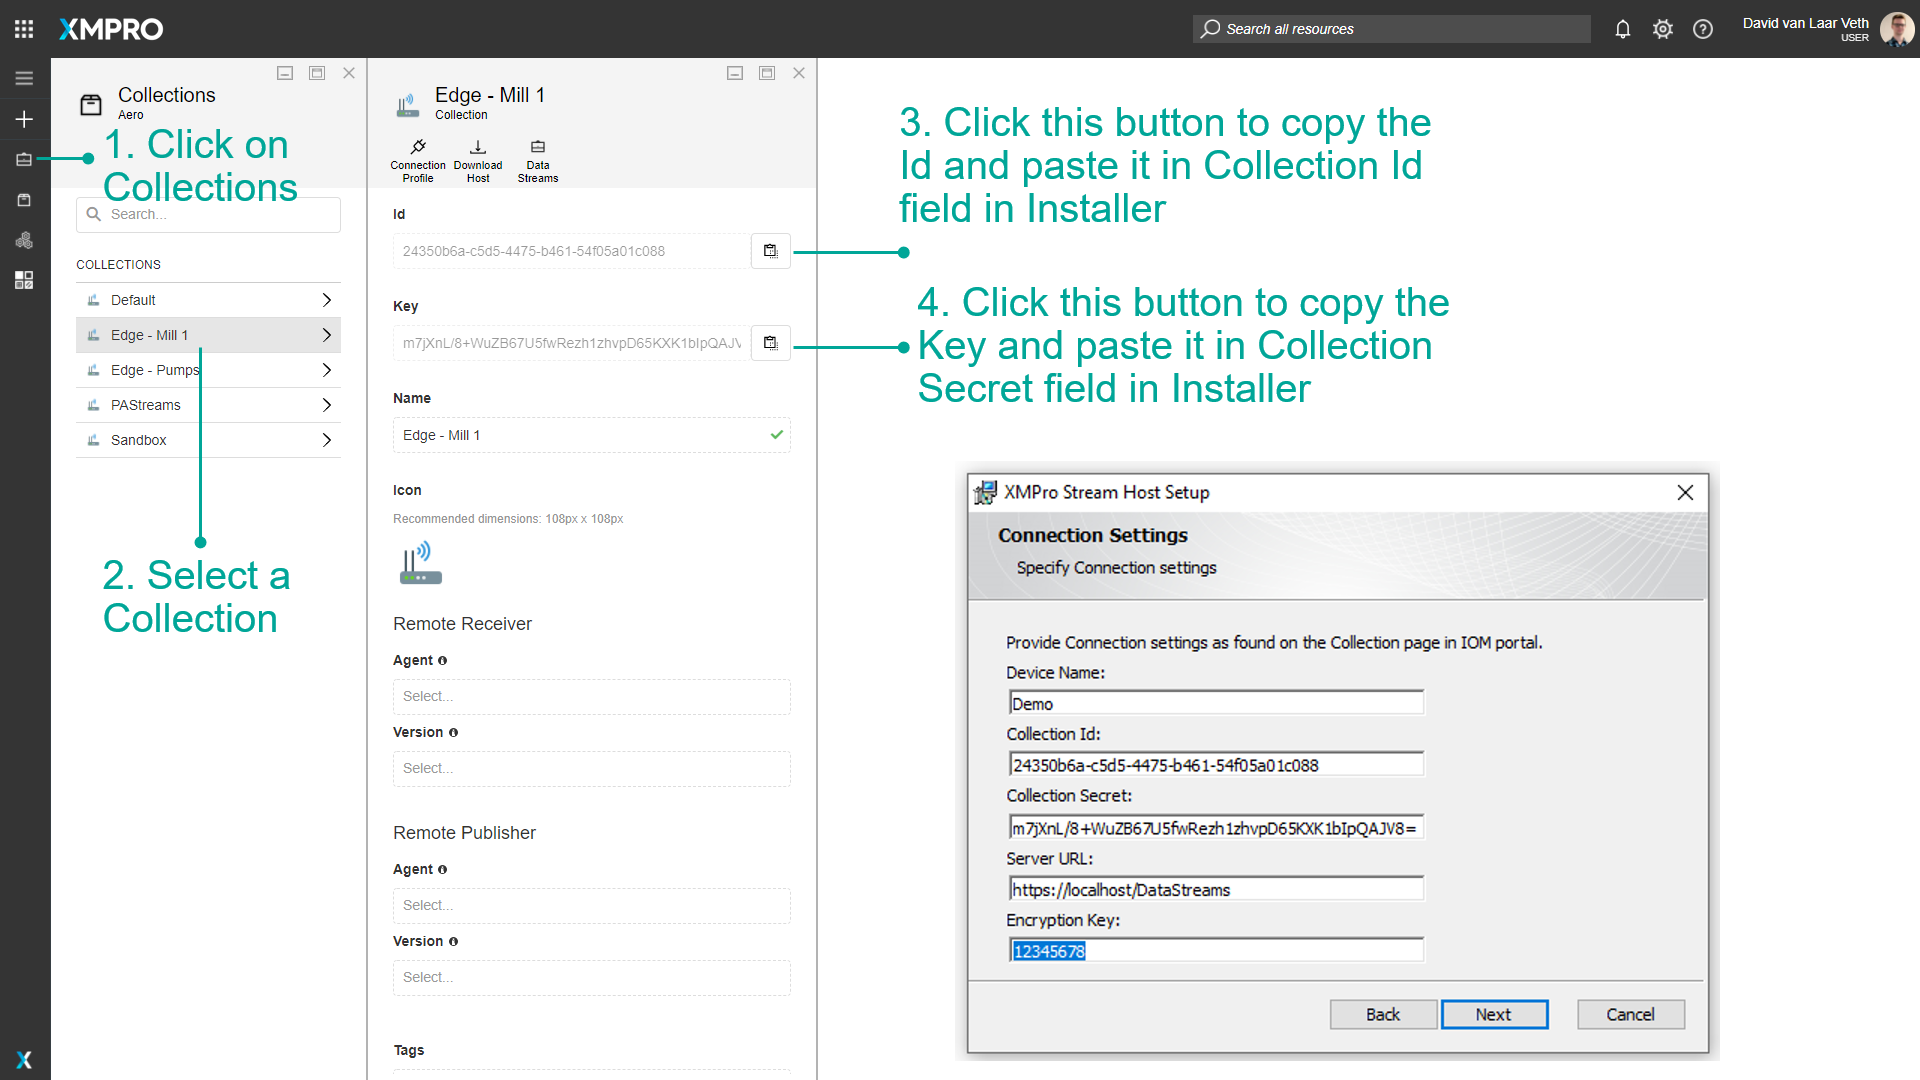 XMPRO
Search all resources
David van Laar Veth
USER
Collections
Aero
1. Click on
Collections
Search...
COLLECTIONS
Default
Edge - Mill 1
Edge - Pumps
PAStreams
Sandbox
2. Select a
Collection
Edge - Mill 1
Collection
Connection
Profile
Download
Host
Data
Streams
Id
24350b6a-c5d5-4475-b461-54f05a01c088
Key
m7jXnL/8+WuZB67U5fwRezh1zhvpD65KXK1bIpQAJV
Name
Edge - Mill 1
Icon
Recommended dimensions: 108px x 108px
Remote Receiver
Agent
Select...
Version
Select...
Remote Publisher
Agent
Select...
Version
Select...
Tags
3. Click this button to copy the
Id and paste it in Collection Id
field in Installer
4. Click this button to copy the
Key and paste it in Collection
Secret field in Installer
XMPro Stream Host Setup
Connection Settings
Specify Connection settings
Provide Connection settings as found on the Collection page in IOM portal.
Device Name:
Demo
Collection Id:
24350b6a-c5d5-4475-b461-54f05a01c088
Collection Secret:
m7jXnL/8+WuZB67U5fwRezh1zhvpD65KXK1bIpQAJV8=
Server URL:
https://localhost/DataStreams
Encryption Key:
12345678
Back
Next
Cancel